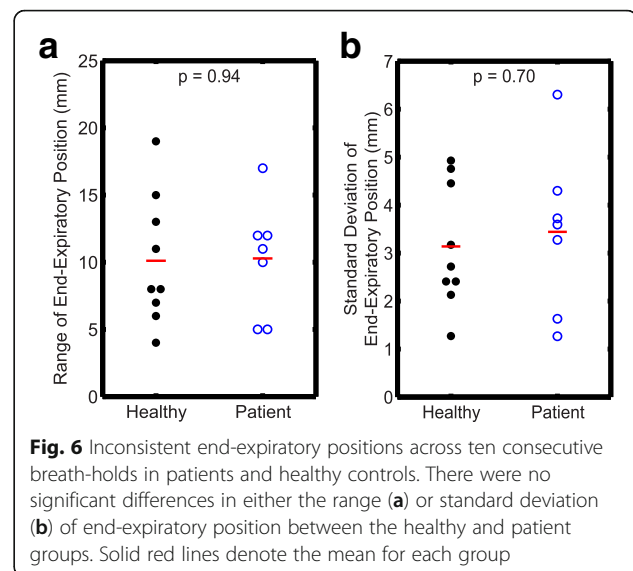 a
b
25
20
15
10
5
0
Range of End-Expiratory Position (mm)
p = 0.94
Healthy Patient
7
6
5
4
3
2
1
0
Standard Deviation of
End-Expiratory Position (mm)
p = 0.70
Healthy Patient
Fig. 6 Inconsistent end-expiratory positions across ten consecutive
breath-holds in patients and healthy controls. There were no
significant differences in either the range (a) or standard deviation
(b) of end-expiratory position between the healthy and patient
groups. Solid red lines denote the mean for each group